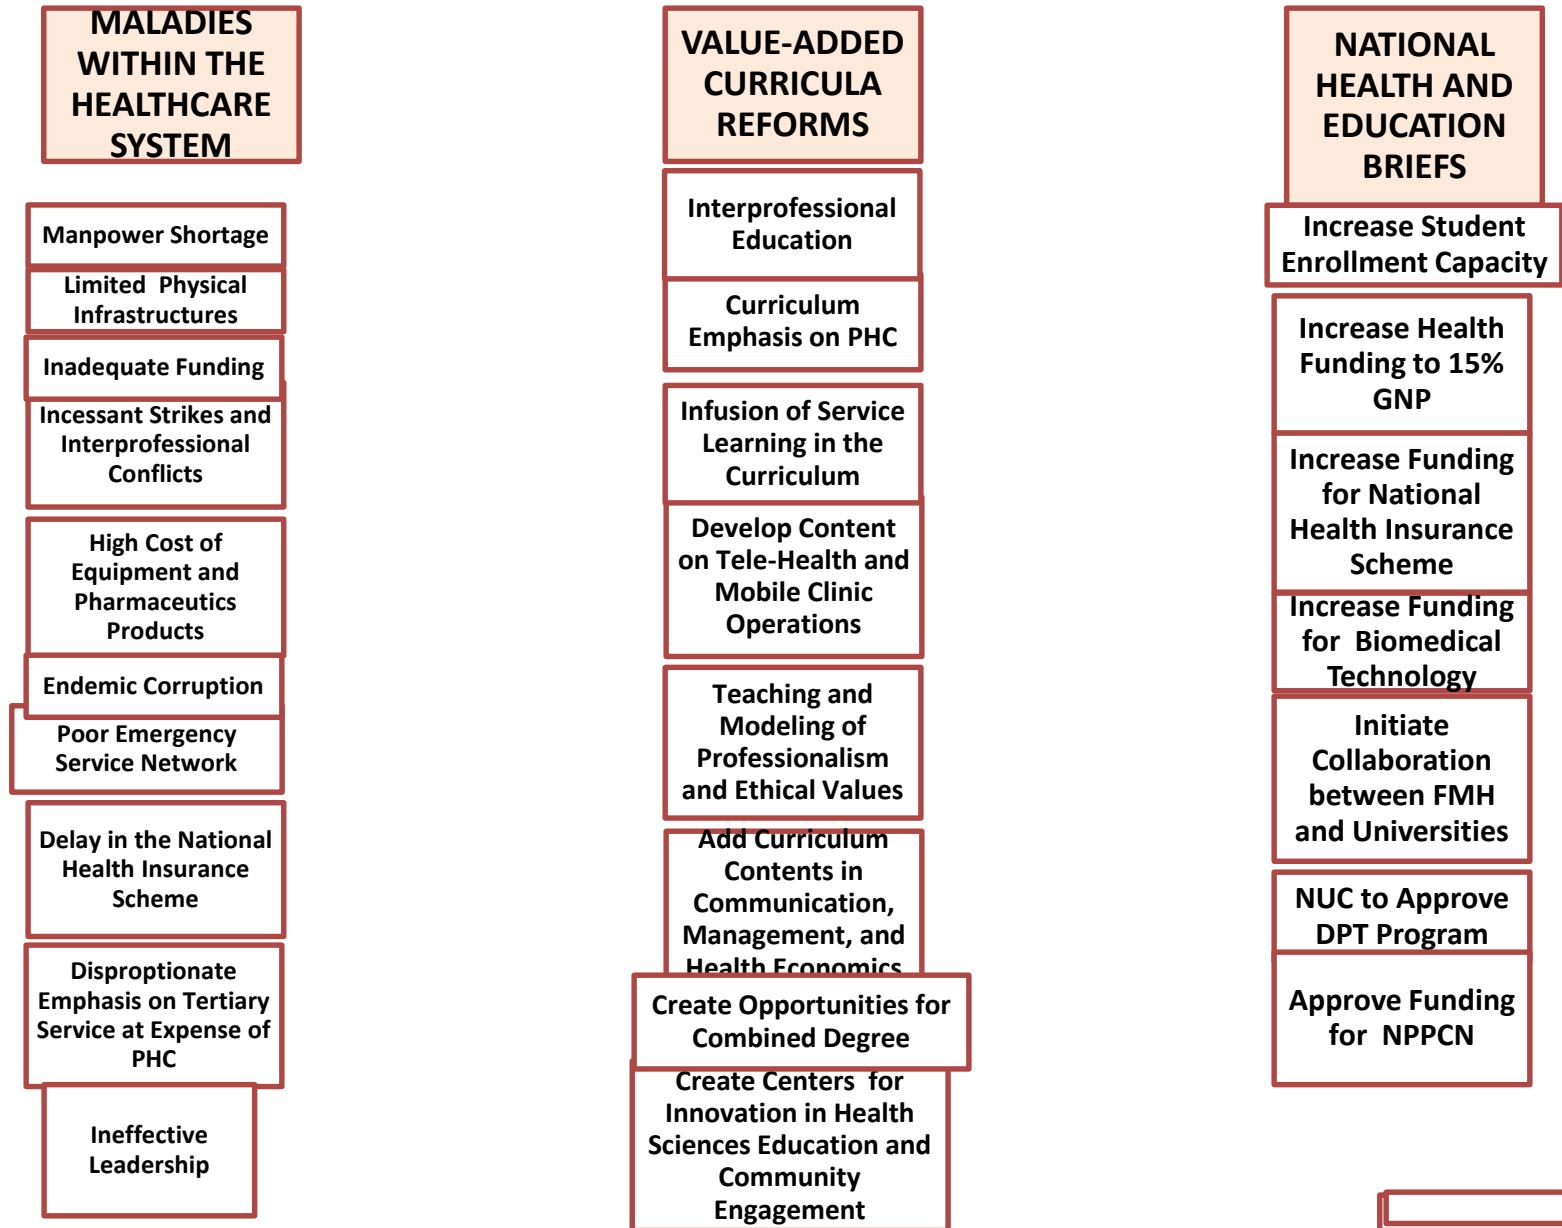 MALADIES
WITHIN THE
HEALTHCARE
SYSTEM
Manpower Shortage
Limited Physical
Infrastructures
Inadequate Funding
Incessant Strikes and
Interprofessional
Conflicts
High Cost of
Equipment and
Pharmaceutics
Products
Endemic Corruption
Poor Emergency
Service Network
Delay in the National
Health Insurance
Scheme
Disproptionate
Emphasis on Tertiary
Service at Expense of
PHC
Ineffective
Leadership
VALUE-ADDED
CURRICULA
REFORMS
Interprofessional
Education
Curriculum
Emphasis on PHC
Infusion of Service
Learning in the
Curriculum
Develop Content
on Tele-Health and
Mobile Clinic
Operations
Teaching and
Modeling of
Professionalism
and Ethical Values
Add Curriculum
Contents in
Communication,
Management, and
Health Economics
Create Opportunities for
Combined Degree
Create Centers for
Innovation in Health
Sciences Education and
Community
Engagement
NATIONAL
HEALTH AND
EDUCATION
BRIEFS
Increase Student
Enrollment Capacity
Increase Health
Funding to 15%
GNP
Increase Funding
for National
Health Insurance
Scheme
Increase Funding
for Biomedical
Technology
Initiate
Collaboration
between FMH
and Universities
NUC to Approve
DPT Program
Approve Funding
for NPPCN